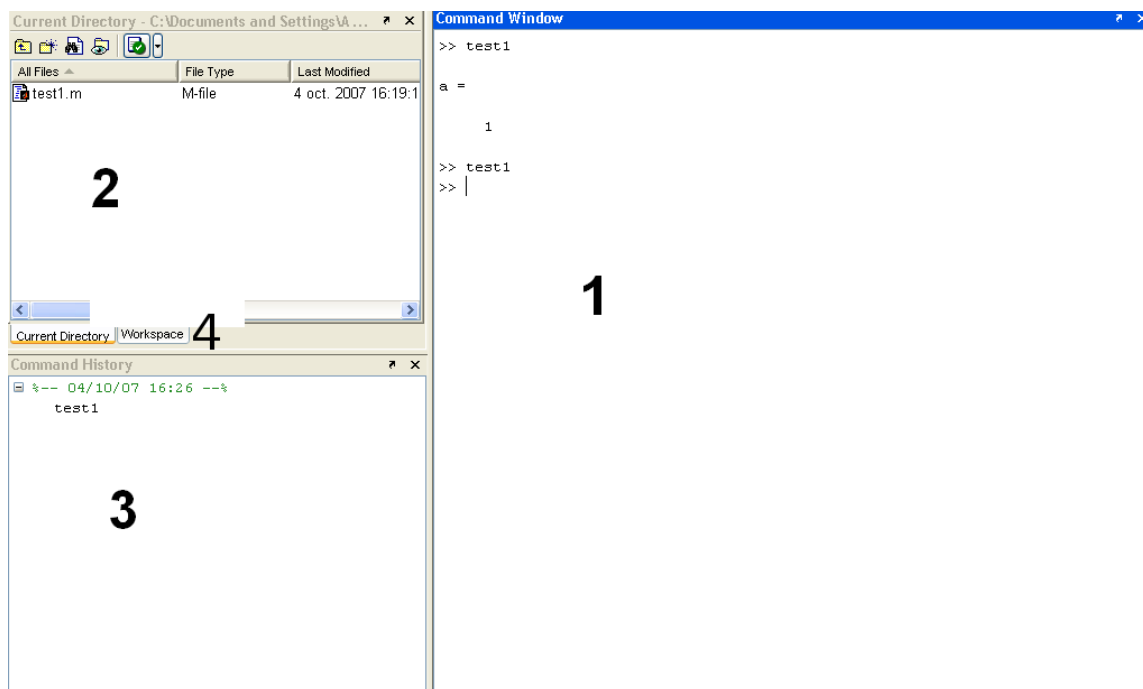 Current Directory - C:\Documents and Settings\A ...
All Files File Type Last Modified
test1.m M-file 4 oct. 2007 16:19:1
2
Current Directory Workspace 4
Command History
%-- 04/10/07 16:26 --%
test1
3
Command Window
>> test1
a =
1
>> test1
>>
1